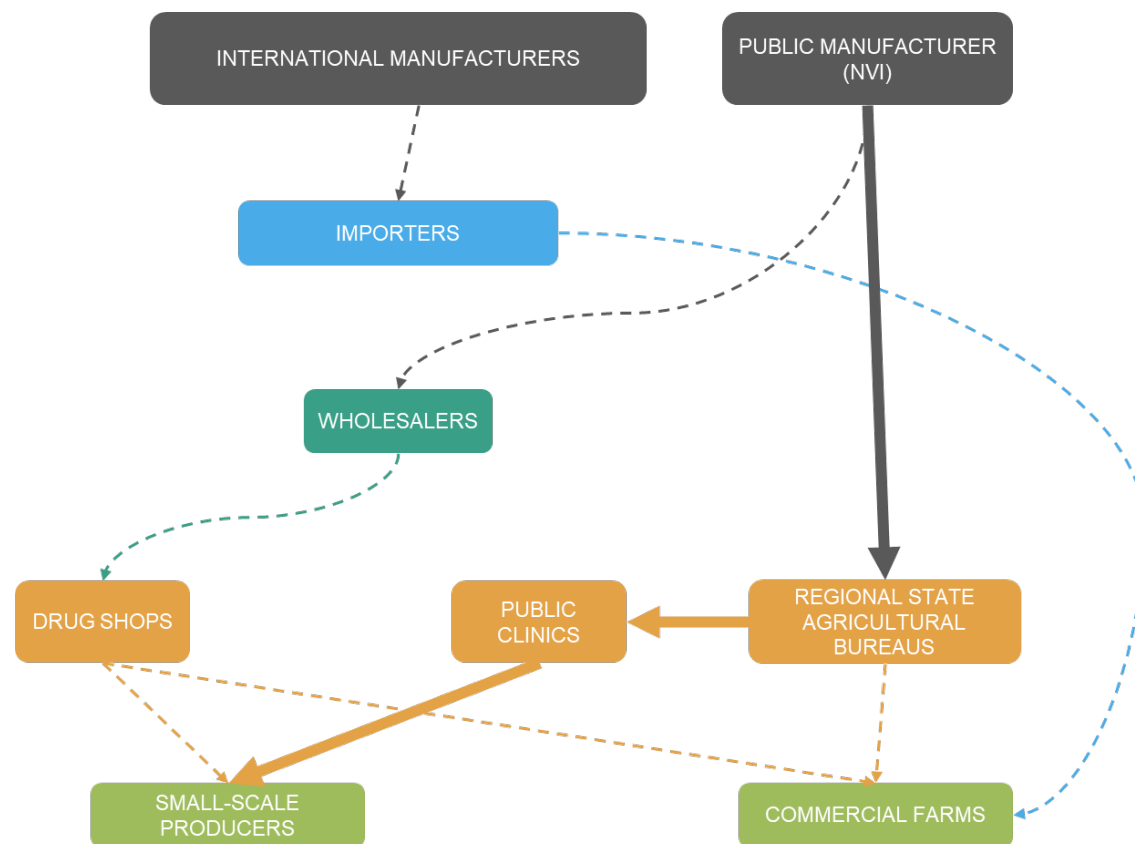 INTERNATIONAL MANUFACTURERS
PUBLIC MANUFACTURER
(NVI)
IMPORTERS
WHOLESALERS
DRUG SHOPS
PUBLIC
CLINICS
REGIONAL STATE
AGRICULTURAL
BUREAUS
SMALL-SCALE
PRODUCERS
COMMERCIAL FARMS